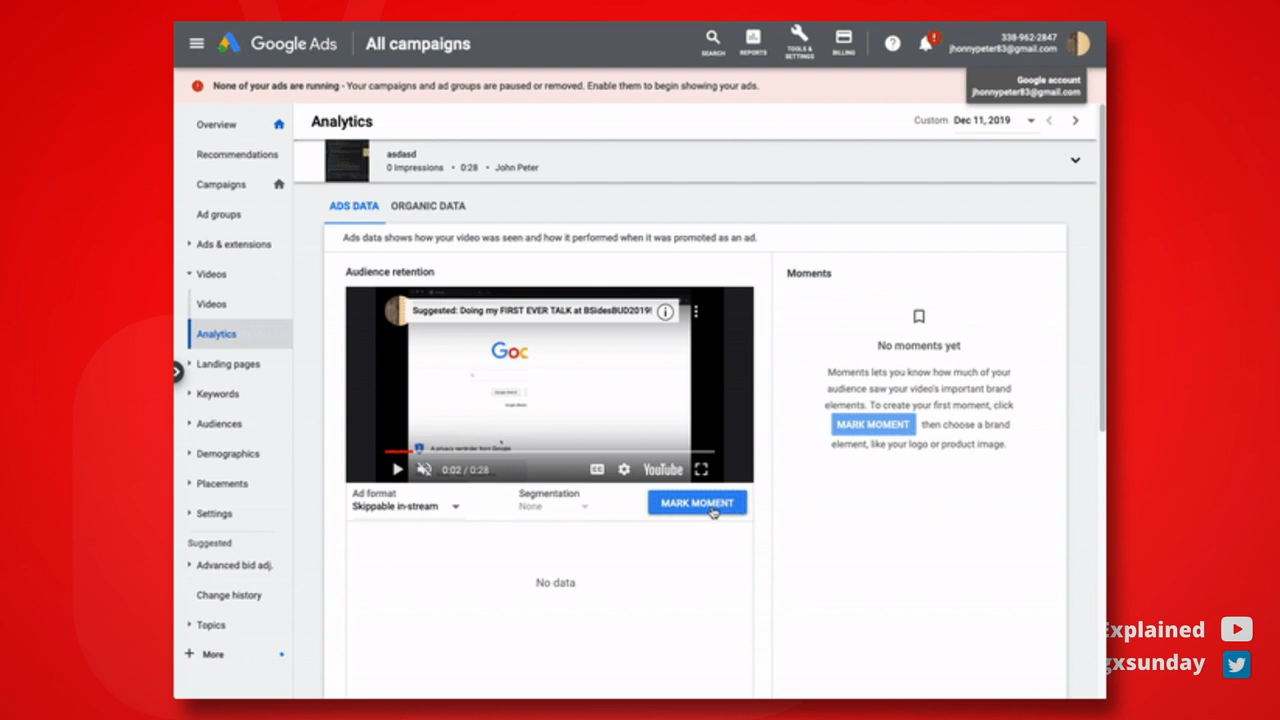 Google Ads
All campaigns
SEARCH
REPORTS
TOOLS &
SETTINGS
BILLING
338-962-2847
jhonnypeter83@gmail.com
Google account
jhonnypeter83@gmail.com
None of your ads are running - Your campaigns and ad groups are paused or removed. Enable them to begin showing your ads.
Overview
Recommendations
Campaigns
Ad groups
Ads & extensions
Videos
Videos
Analytics
Landing pages
Keywords
Audiences
Demographics
Placements
Settings
Suggested
Advanced bid adj.
Change history
Topics
More
Analytics
Custom Dec 11, 2019
asdasd
0 Impressions • 0:28 • John Peter
ADS DATA
ORGANIC DATA
Ads data shows how your video was seen and how it performed when it was promoted as an ad.
Audience retention
Suggested: Doing my FIRST EVER TALK at BSidesBUD2019!
Goo
Google Search
A privacy reminder from Google
0:02 / 0:28
CC
YouTube
Ad format
Skippable in-stream
Segmentation
None
MARK MOMENT
No data
Moments
No moments yet
Moments lets you know how much of your
audience saw your video's important brand
elements. To create your first moment, click
MARK MOMENT then choose a brand
element, like your logo or product image.
Explained
gxsunday